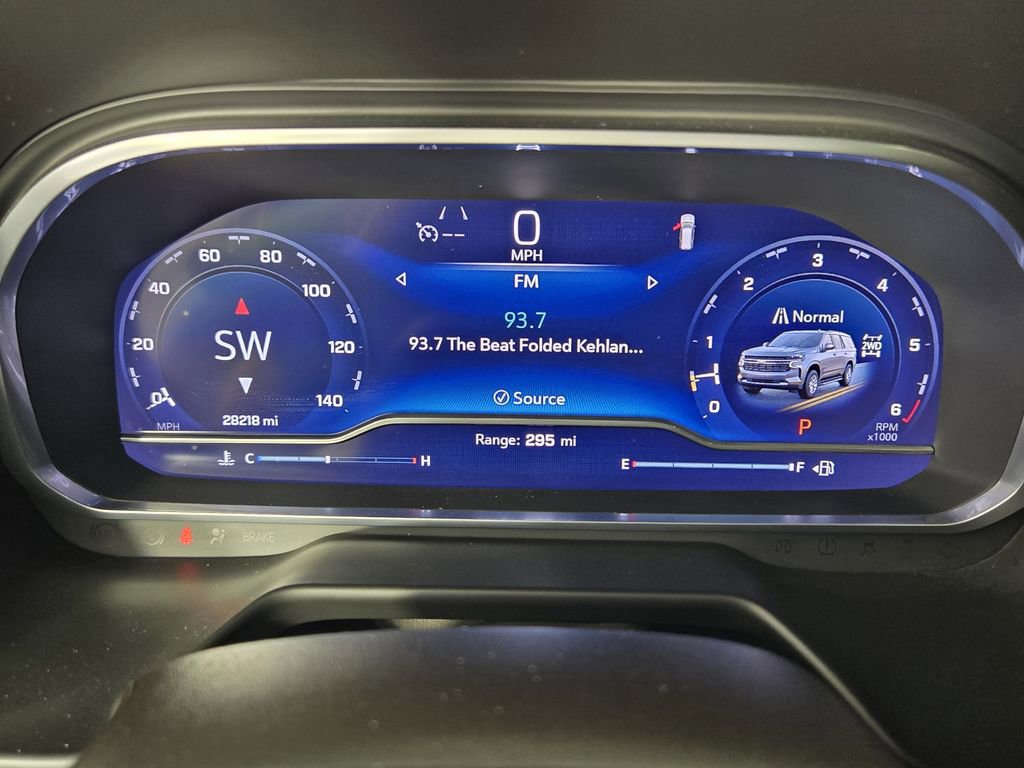 0
MPH
FM
93.7
93.7 The Beat Folded Kehlan...
Source
Range: 295 mi
0
20
40
60
80
100
120
140
MPH
SW
28218 mi
0
1
2
3
4
5
6
RPM
x1000
Normal
2WD
P
C H
E F
BRAKE